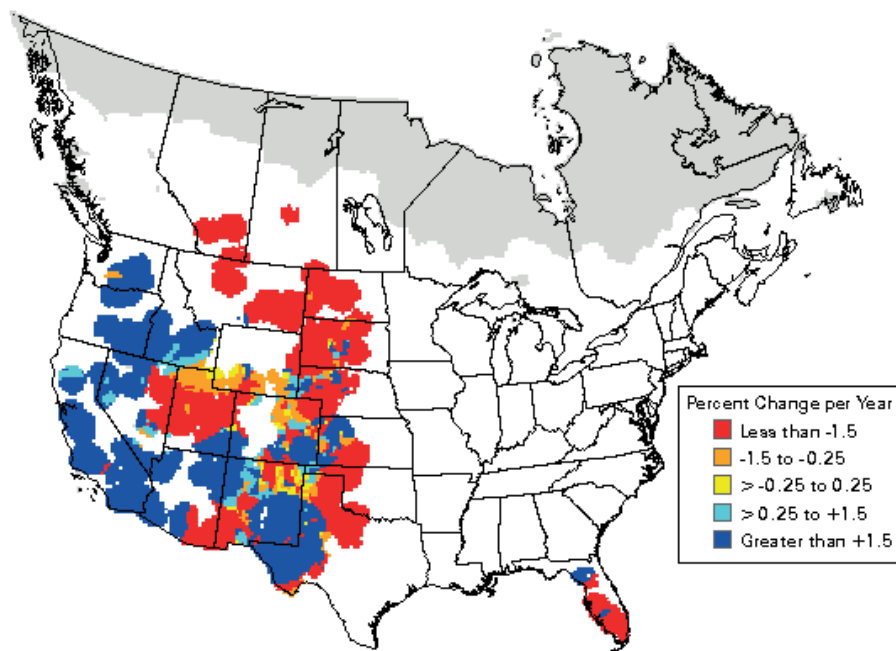 Percent Change per Year
Less than -1.5
-1.5 to -0.25
> -0.25 to 0.25
> 0.25 to +1.5
Greater than +1.5